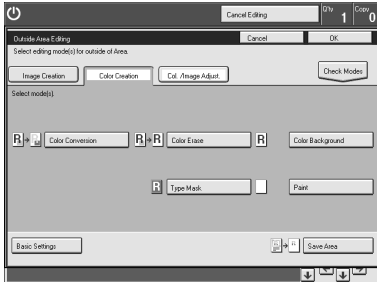 Cancel Editing
Q'ty 1
Copy 0
Outside Area Editing
Cancel
OK
Select editing mode(s) for outside of Area.
Image Creation
Color Creation
Col. /Image Adjust.
Check Modes
Select mode(s).
R R Color Conversion
R R Color Erase
R Color Background
R Type Mask
Paint
Basic Settings
Save Area